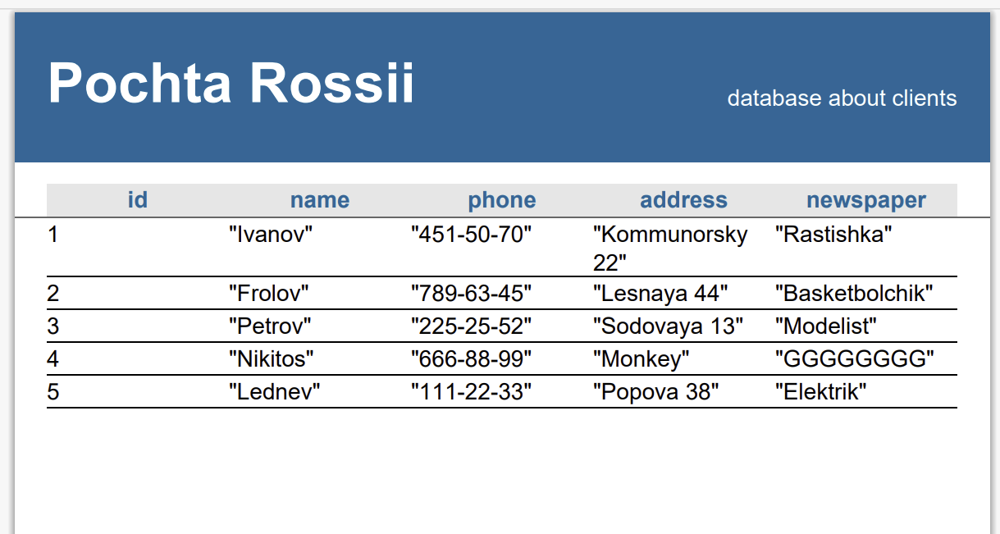 Pochta Rossii
database about clients
id name phone address newspaper
1 "Ivanov" "451-50-70" "Kommunorsky "Rastishka"
22"
2 "Frolov" "789-63-45" "Lesnaya 44" "Basketbolchik"
3 "Petrov" "225-25-52" "Sodovaya 13" "Modelist"
4 "Nikitos" "666-88-99" "Monkey" "GGGGGGGG"
5 "Lednev" "111-22-33" "Popova 38" "Elektrik"